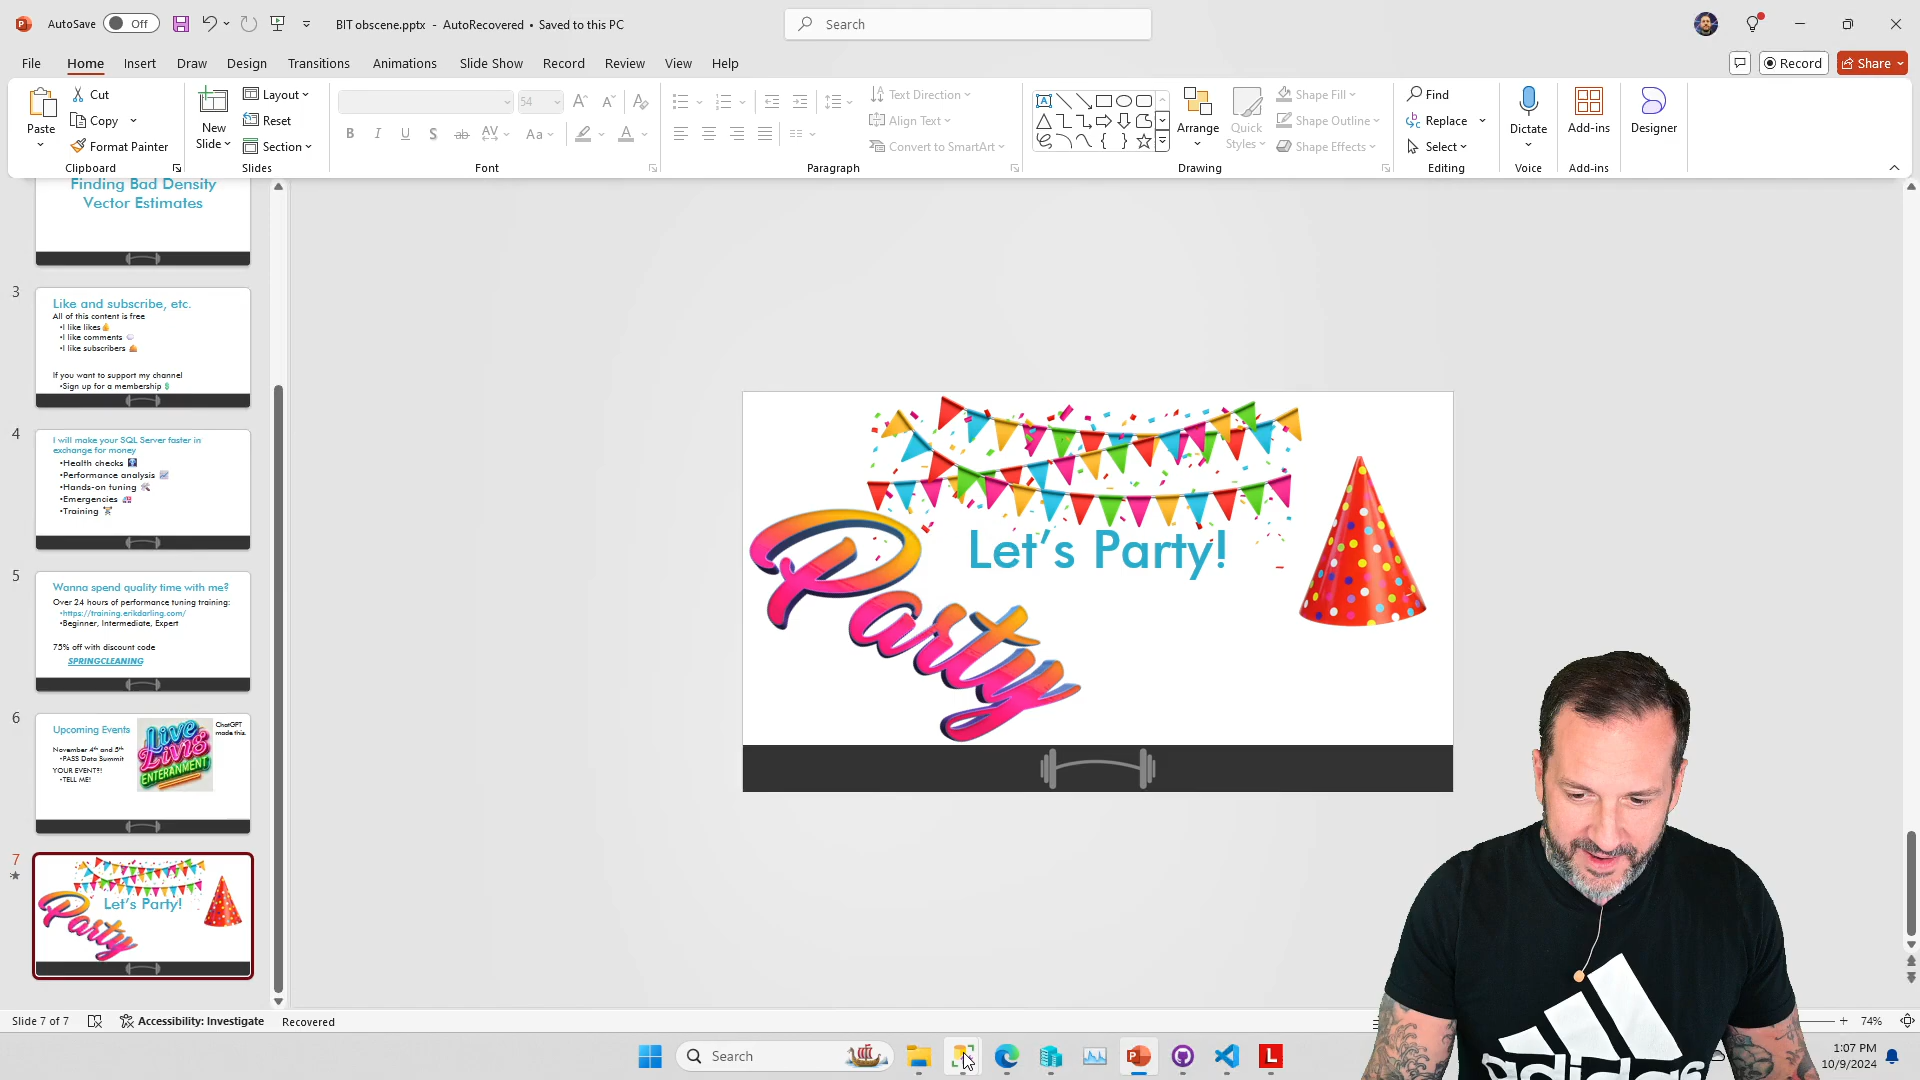 AutoSave Off BIT obscene.pptx - AutoRecovered • Saved to this PC Search
File Home Insert Draw Design Transitions Animations Slide Show Record Review View Help Record Share
Paste
Cut
Copy
Format Painter
Clipboard
New Slide
Layout
Reset
Section
Slides
54
Font
Paragraph
Text Direction
Align Text
Convert to SmartArt
Arrange
Quick Styles
Shape Fill
Shape Outline
Shape Effects
Drawing
Find
Replace
Select
Editing
Dictate
Voice
Add-ins
Add-ins
Designer
Finding Bad Density
Vector Estimates
3
Like and subscribe, etc.
All of this content is free
•I like likes
•I like comments
•I like subscribers
If you want to support my channel
•Sign up for a membership
4
I will make your SQL Server faster in
exchange for money
•Health checks
•Performance analysis
•Hands-on tuning
•Emergencies
•Training
5
Wanna spend quality time with me?
Over 24 hours of performance tuning training:
•https://training.erikdarling.com/
•Beginner, Intermediate, Expert
75% off with discount code
SPRINGCLEANING
6
Upcoming Events
November 4th and 5th
•PASS Data Summit
YOUR EVENT?!
•TELL ME!
Live
Living
ENTERANMENT
ChatGPT
made this.
7
Let's Party!
Party
Let's Party!
Party
adidas
Slide 7 of 7 Accessibility: Investigate Recovered 74%
Search
L
1:07 PM
10/9/2024